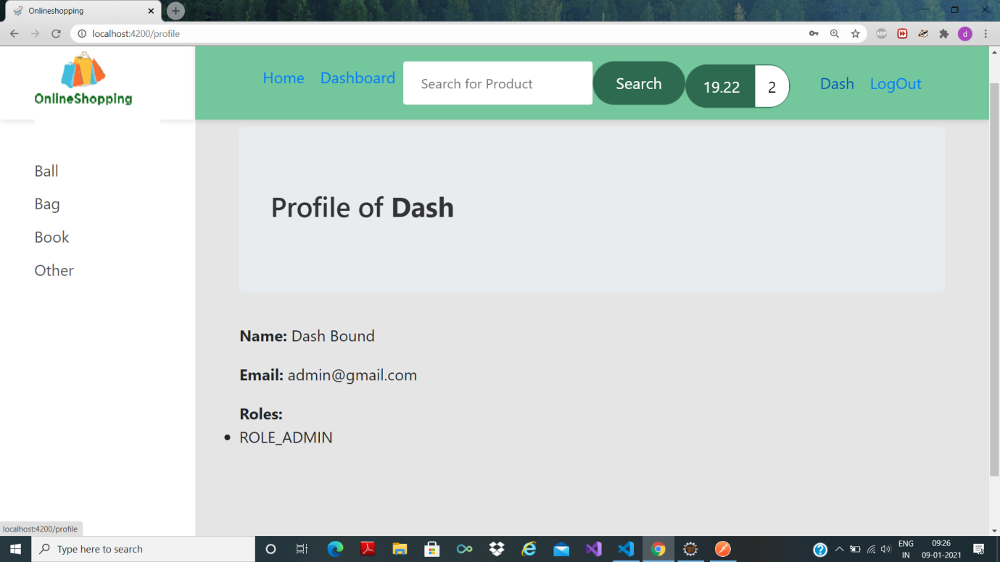 Onlineshopping
localhost:4200/profile
ABP
d
OnlineShopping
Home Dashboard Search for Product Search 19.22 2 Dash LogOut
Ball
Bag
Book
Other
Profile of Dash
Name: Dash Bound
Email: admin@gmail.com
Roles:
ROLE_ADMIN
localhost:4200/profile
Type here to search
ENG
IN
09:26
09-01-2021